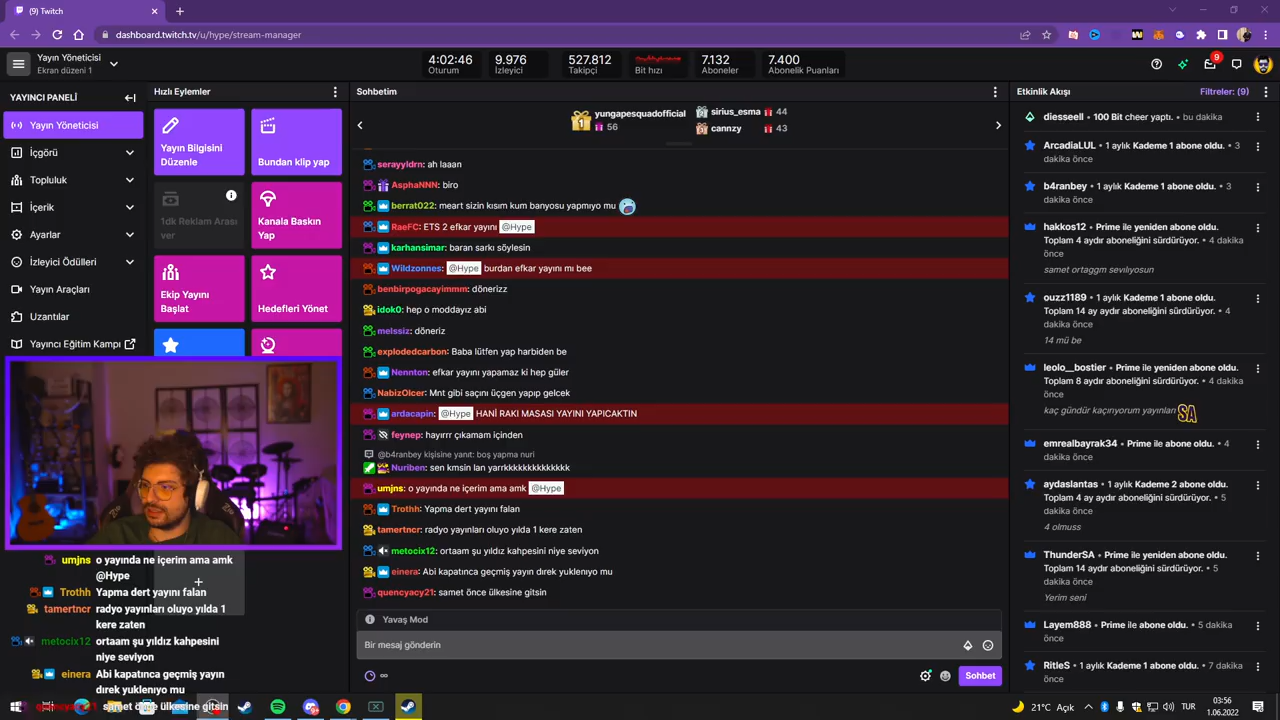 (9) Twitch
dashboard.twitch.tv/u/hype/stream-manager
Yayın Yöneticisi
Ekran düzeni 1
4:02:46
Oturum
9.976
İzleyici
527.812
Takipçi
Bit hızı
7.132
Aboneler
7.400
Abonelik Puanları
9
YAYINCI PANELİ
Yayın Yöneticisi
İçgörü
Topluluk
İçerik
Ayarlar
İzleyici Ödülleri
Yayın Araçları
Uzantılar
Yayıncı Eğitim Kampı
Hızlı Eylemler
Yayın Bilgisini
Düzenle
Bundan klip yap
1dk Reklam Arası
ver
Kanala Baskın
Yap
Ekip Yayını
Başlat
Hedefleri Yönet
umjns: o yayında ne içerim ama amk
@Hype
Trothh Yapma dert yayını falan
tamertncr radyo yayınları oluyo yılda 1
kere zaten
metocix12 ortaam şu yıldız kahpesini
niye seviyon
einera Abi kapatınca geçmiş yayın
dırek yuklenıyo mu
quencyacy21 samet önce ülkesine gitsin
Sohbetim
1
yungapesquadofficial
56
sirius_esma 44
cannzy 43
serayyldrn: ah laaan
AsphaNNN: biro
berrat022: meart sizin kısım kum banyosu yapmıyo mu
RaeFC: ETS 2 efkar yayını @Hype
karhansimar: baran sarkı söylesin
Wildzonnes: @Hype burdan efkar yayını mı bee
benbirpogacayimmm: dönerizz
idok0: hep o moddayız abi
melssiz: döneriz
explodedcarbon: Baba lütfen yap harbiden be
Nennton: efkar yayını yapamaz ki hep güler
NabizOlcer: Mnt gibi saçını üçgen yapıp gelcek
ardacapin: @Hype HANİ RAKI MASASI YAYINI YAPICAKTIN
feynep: hayırrr çıkamam içinden
@b4ranbey kişisine yanıt: boş yapma nuri
Nuriben: sen kmsin lan yarrkkkkkkkkkkkkk
umjns: o yayında ne içerim ama amk @Hype
Trothh: Yapma dert yayını falan
tamertncr: radyo yayınları oluyo yılda 1 kere zaten
metocix12: ortaam şu yıldız kahpesini niye seviyon
einera: Abi kapatınca geçmiş yayın dırek yuklenıyo mu
quencyacy21: samet önce ülkesine gitsin
Yavaş Mod
Bir mesaj gönderin
∞
Sohbet
Etkinlik Akışı
Filtreler: (9)
diesseell • 100 Bit cheer yaptı. • bu dakika
ArcadiaLUL • 1 aylık Kademe 1 abone oldu. • 3
dakika önce
b4ranbey • 1 aylık Kademe 1 abone oldu. • 3
dakika önce
hakkos12 • Prime ile yeniden abone oldu.
Toplam 4 aydır aboneliğini sürdürüyor. • 4 dakika
önce
samet ortaggm sevılıyosun
ouzz1189 • 1 aylık Kademe 1 abone oldu.
Toplam 14 ay aydır aboneliğini sürdürüyor. • 4
dakika önce
14 mü be
leolo__bostier • Prime ile yeniden abone oldu.
Toplam 8 aydır aboneliğini sürdürüyor. • 4 dakika
önce
kaç gündür kaçırıyorum yayınları SA
emrealbayrak34 • Prime ile abone oldu. • 4
dakika önce
aydaslantas • 1 aylık Kademe 2 abone oldu.
Toplam 4 ay aydır aboneliğini sürdürüyor. • 5
dakika önce
4 olmuss
ThunderSA • Prime ile yeniden abone oldu.
Toplam 14 aydır aboneliğini sürdürüyor. • 5
dakika önce
Yerim seni
Layem888 • Prime ile abone oldu. • 5 dakika
önce
RitleS • 1 aylık Kademe 1 abone oldu. • 7 dakika
önce
21°C Açık
TUR
03:56
1.06.2022